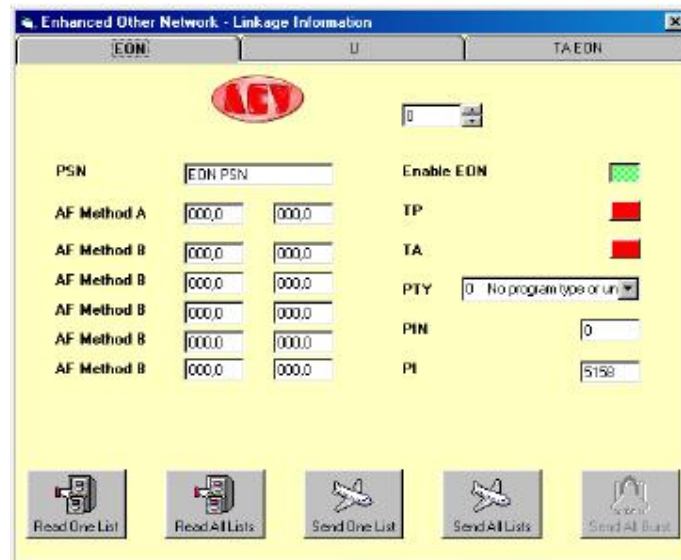 Enhanced Other Network - Linkage Information
EON LI TA EON
0
PSN EON PSN Enable EON
AF Method A 000,0 000,0 TP
AF Method B 000,0 000,0 TA
AF Method B 000,0 000,0 PTY 0 No program type or un
AF Method B 000,0 000,0
AF Method B 000,0 000,0 PIN 0
AF Method B 000,0 000,0 PI 5158
Read One List Read All Lists Send One List Send All Lists Send All Burst